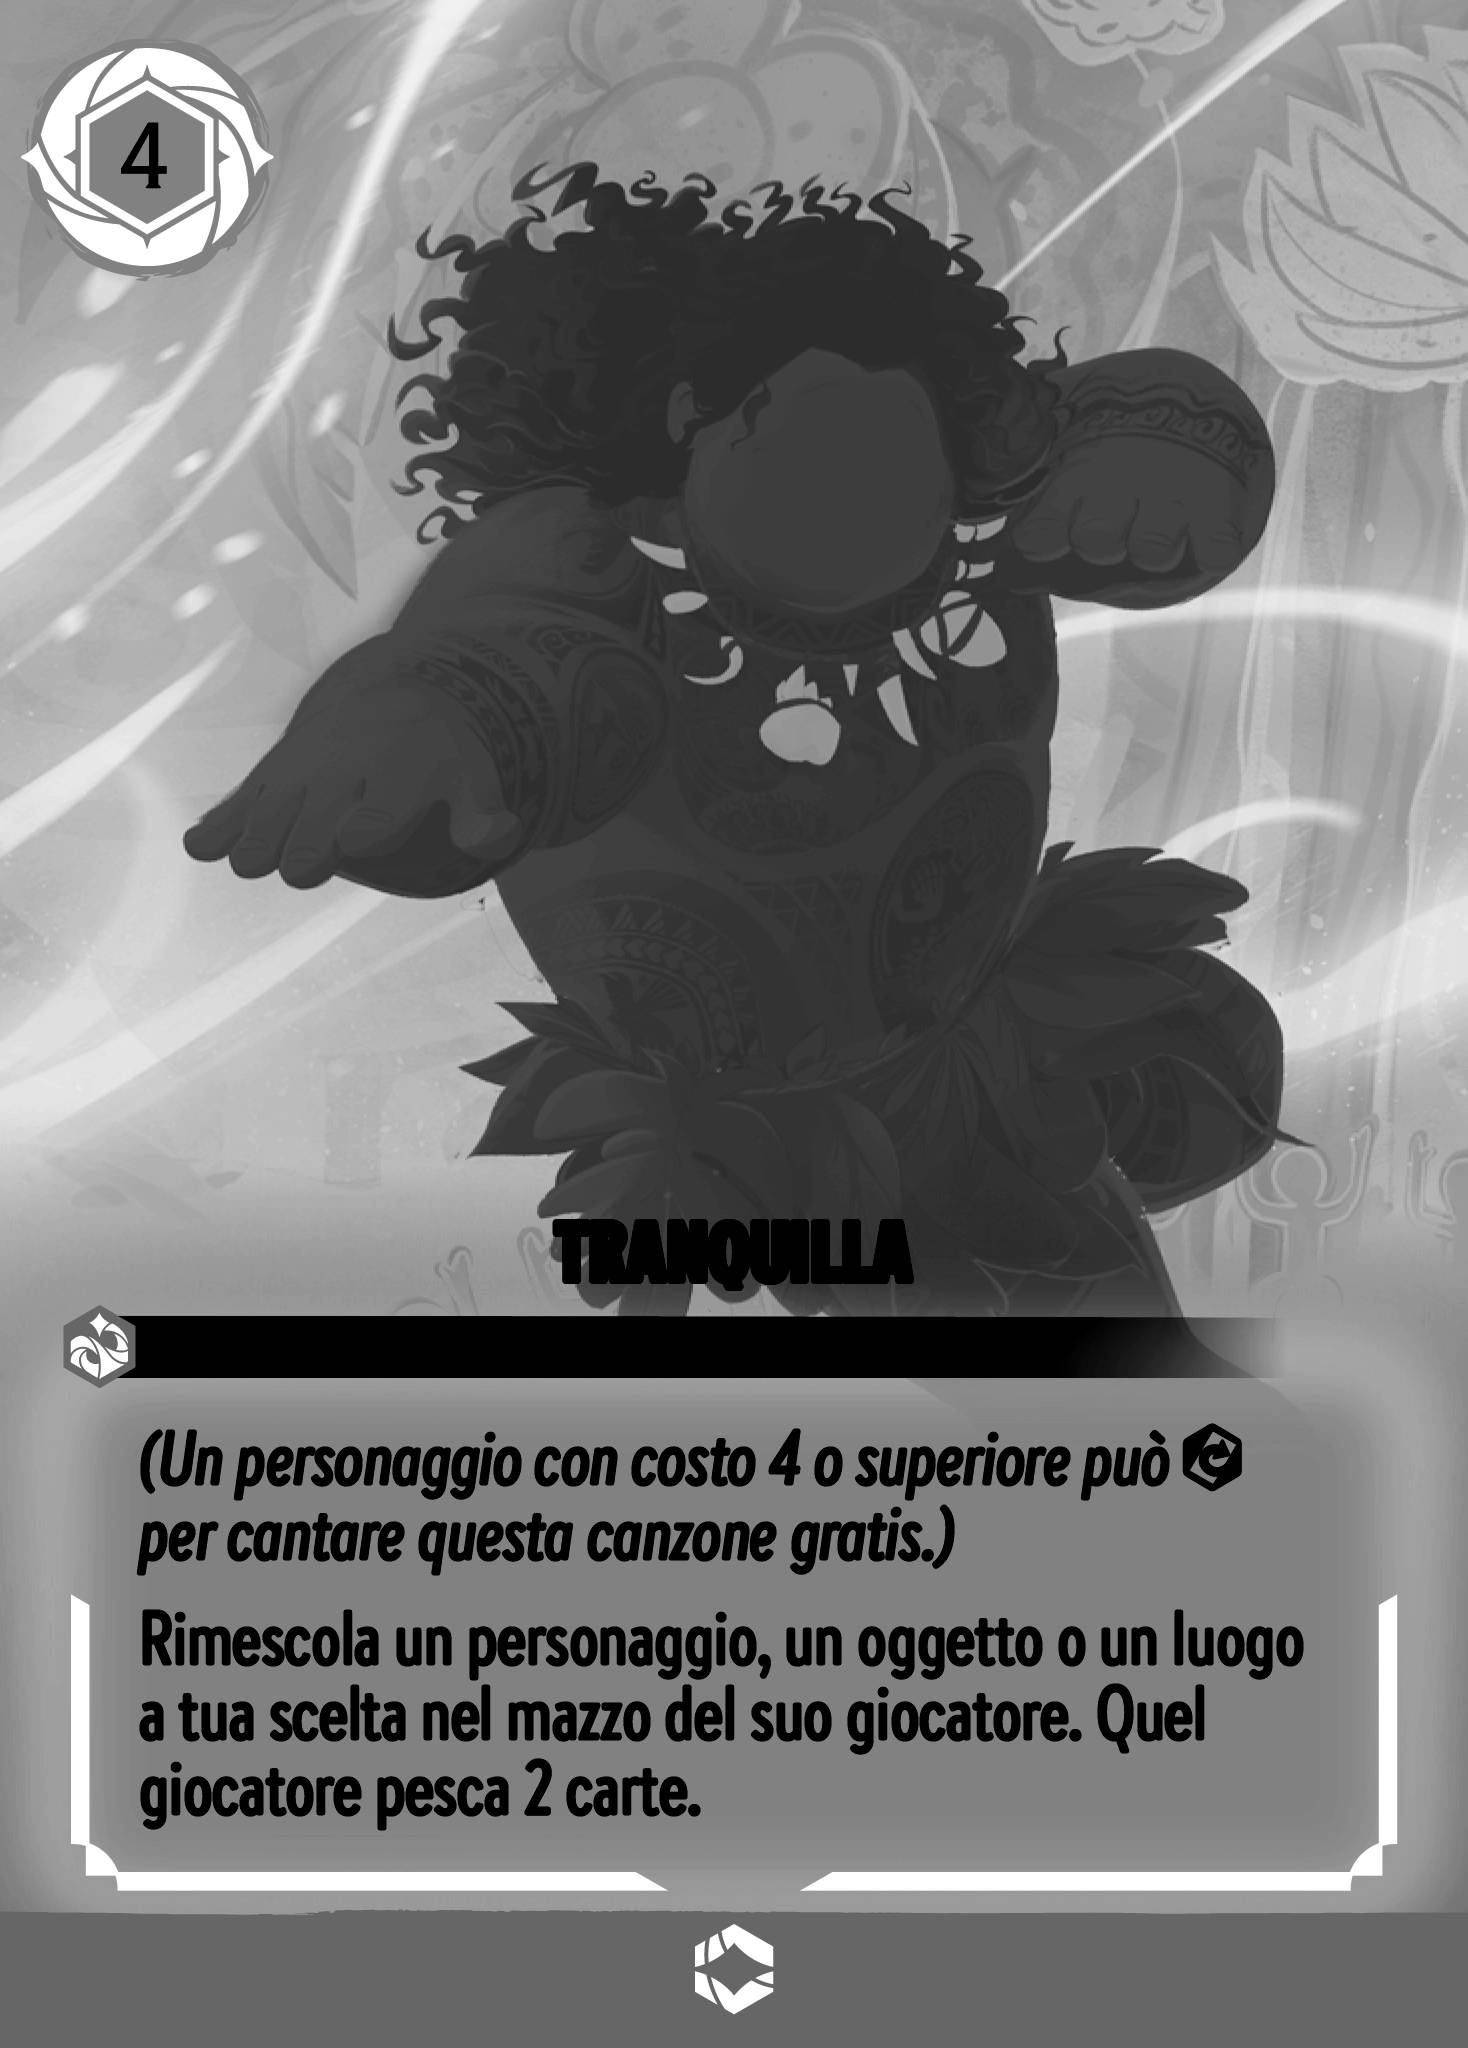 4
TRANQUILLA
(Un personaggio con costo 4 o superiore può
per cantare questa canzone gratis.)
Rimescola un personaggio, un oggetto o un luogo
a tua scelta nel mazzo del suo giocatore. Quel
giocatore pesca 2 carte.